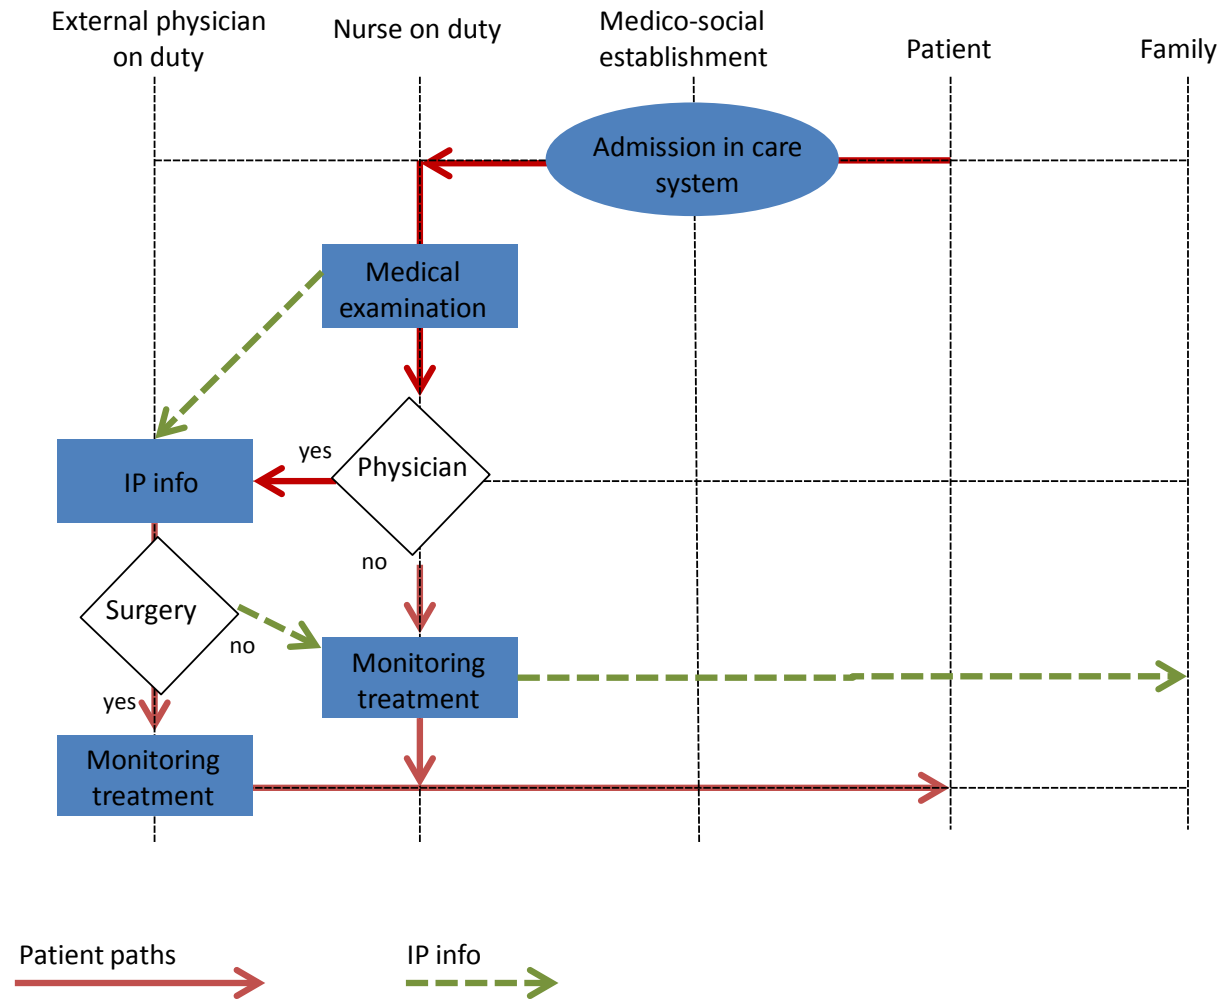 External physician
on duty
Nurse on duty
Medico-social
establishment
Patient
Family
Admission in care
system
Medical
examination
yes
Physician
IP info
no
Surgery
no
Monitoring
treatment
yes
Monitoring
treatment
Patient paths
IP info